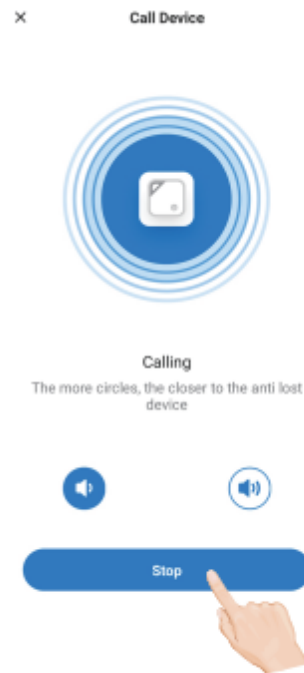 Call Device
Calling
The more circles, the closer to the anti lost
device
Stop